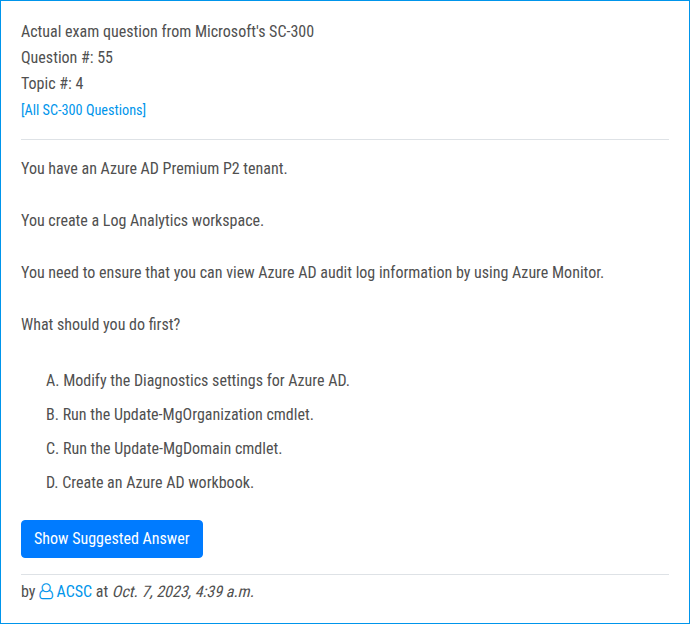 Actual exam question from Microsoft's SC-300
Question #: 55
Topic #: 4
[All SC-300 Questions]
You have an Azure AD Premium P2 tenant.
You create a Log Analytics workspace.
You need to ensure that you can view Azure AD audit log information by using Azure Monitor.
What should you do first?
A. Modify the Diagnostics settings for Azure AD.
B. Run the Update-MgOrganization cmdlet.
C. Run the Update-MgDomain cmdlet.
D. Create an Azure AD workbook.
Show Suggested Answer
by ACSC at Oct. 7, 2023, 4:39 a.m.